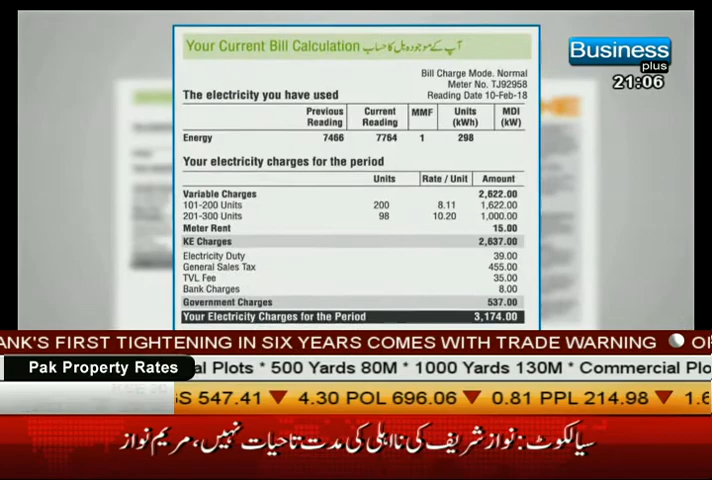 Your Current Bill Calculation آپ کے موجودہ بل کا حساب
Business
plus
21:06
Bill Charge Mode. Normal
Meter No. TJ92958
Reading Date 10-Feb-18
The electricity you have used
Previous Reading Current Reading MMF Units (kWh) MDI (kW)
Energy 7466 7764 1 298
Your electricity charges for the period
Units Rate / Unit Amount
Variable Charges 2,622.00
101-200 Units 200 8.11 1,622.00
201-300 Units 98 10.20 1,000.00
Meter Rent 15.00
KE Charges 2,637.00
Electricity Duty 39.00
General Sales Tax 455.00
TVL Fee 35.00
Bank Charges 8.00
Government Charges 537.00
Your Electricity Charges for the Period 3,174.00
ANK'S FIRST TIGHTENING IN SIX YEARS COMES WITH TRADE WARNING
Pak Property Rates al Plots * 500 Yards 80M * 1000 Yards 130M * Commercial Plo
547.41 ▼ 4.30 POL 696.06 ▼ 0.81 PPL 214.98 ▼ 1.6
سیالکوٹ: نواز شریف کی نااہلی کی مدت تاحیات نہیں، مریم نواز